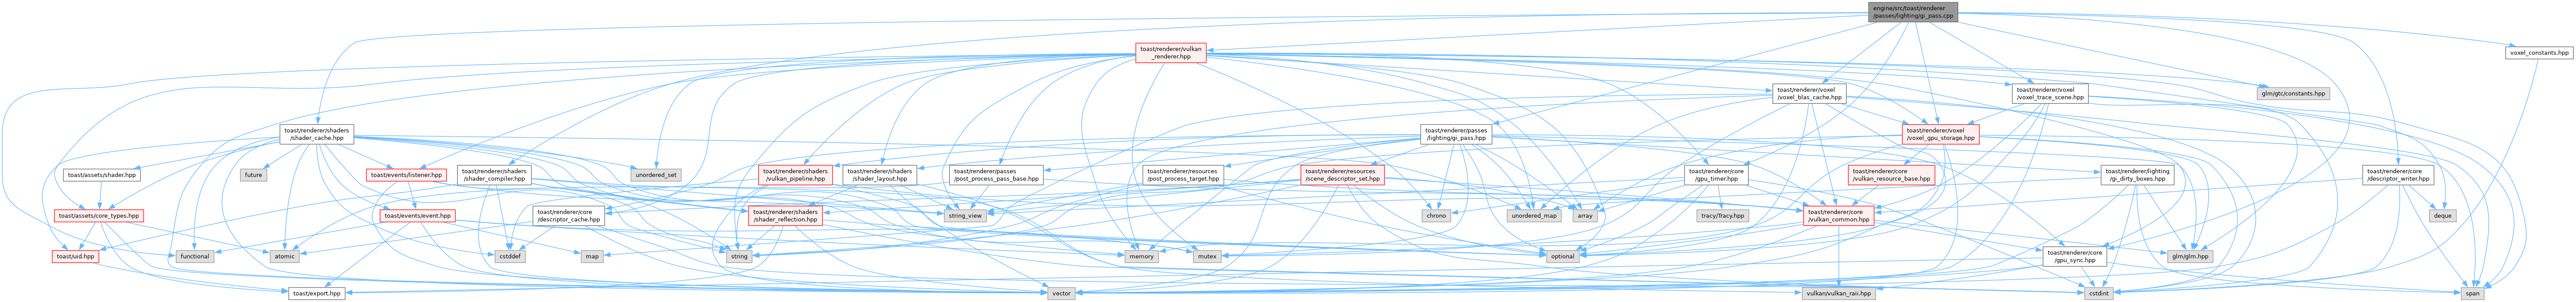 engine/src/toast/renderer
/passes/lighting/gi_pass.cpp
toast/renderer/vulkan
_renderer.hpp
voxel_constants.hpp
toast/renderer/voxel
/voxel_blas_cache.hpp
toast/renderer/voxel
/voxel_trace_scene.hpp
glm/gtc/constants.hpp
toast/renderer/shaders
/shader_cache.hpp
toast/renderer/passes
/lighting/gi_pass.hpp
toast/renderer/voxel
/voxel_gpu_storage.hpp
toast/assets/shader.hpp
future
toast/events/listener.hpp
toast/renderer/shaders
/shader_compiler.hpp
unordered_set
toast/renderer/shaders
/vulkan_pipeline.hpp
toast/renderer/shaders
/shader_layout.hpp
toast/renderer/passes
/post_process_pass_base.hpp
toast/renderer/resources
/post_process_target.hpp
toast/renderer/resources
/scene_descriptor_set.hpp
toast/renderer/core
/gpu_timer.hpp
toast/renderer/core
/vulkan_resource_base.hpp
toast/renderer/lighting
/gi_dirty_boxes.hpp
toast/renderer/core
/descriptor_writer.hpp
toast/assets/core_types.hpp
toast/events/event.hpp
toast/renderer/core
/descriptor_cache.hpp
toast/renderer/shaders
/shader_reflection.hpp
string_view
chrono
unordered_map
array
tracy/Tracy.hpp
toast/renderer/core
/vulkan_common.hpp
deque
toast/uid.hpp
functional
atomic
cstddef
map
string
memory
mutex
optional
toast/renderer/core
/gpu_sync.hpp
glm/glm.hpp
toast/export.hpp
vector
vulkan/vulkan_raii.hpp
cstdint
span